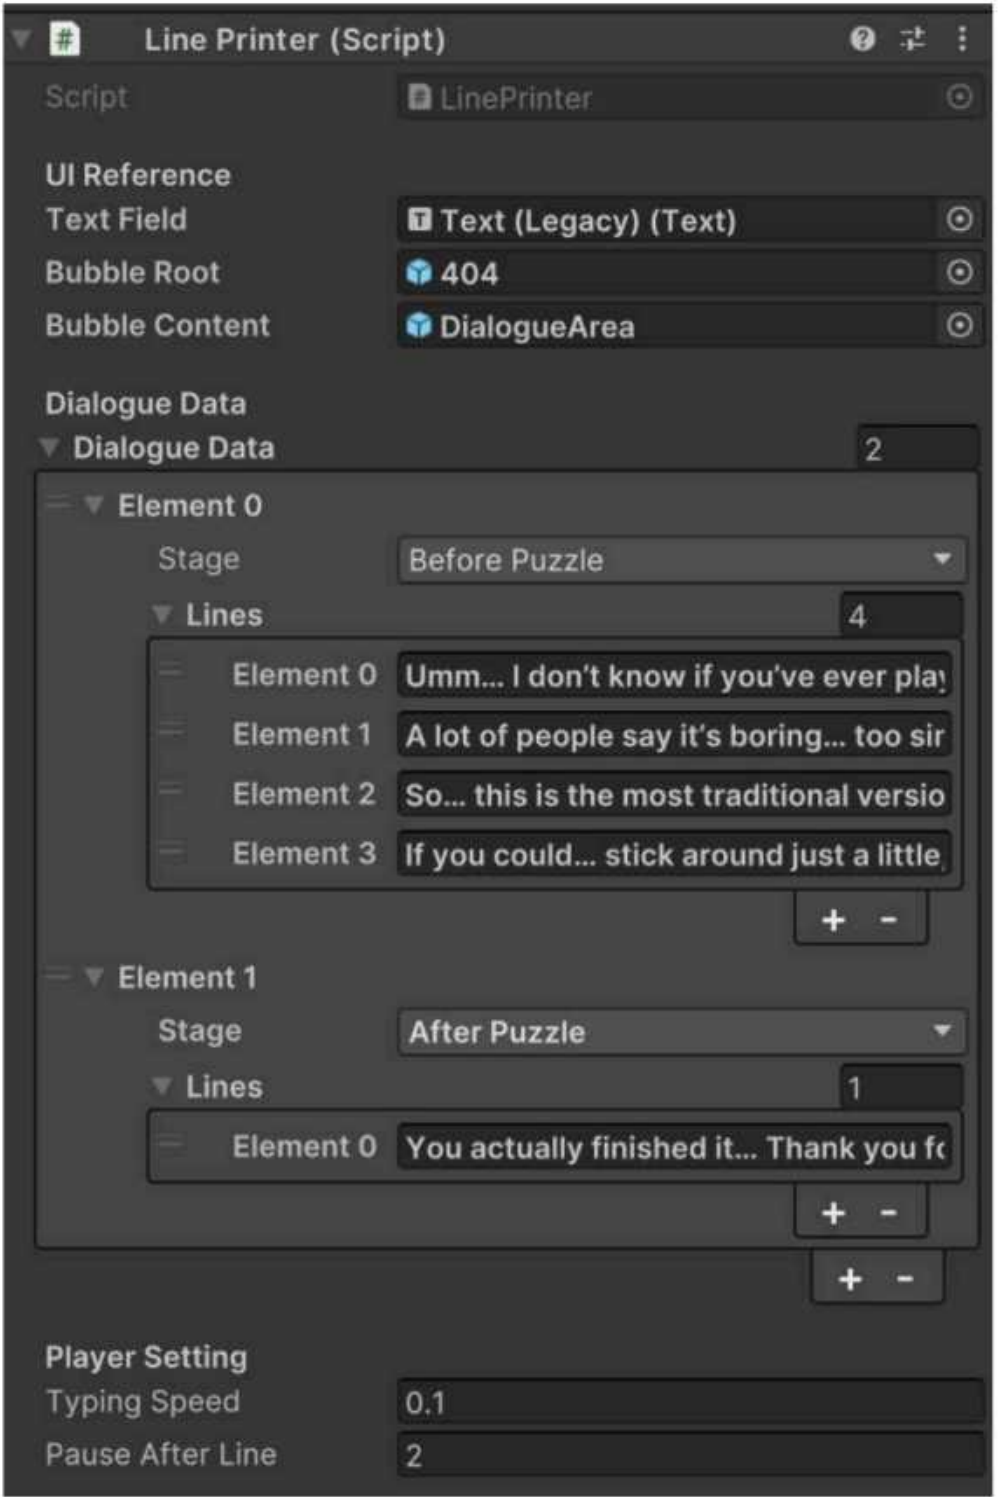 # Line Printer (Script)
Script # LinePrinter
UI Reference
Text Field T Text (Legacy) (Text)
Bubble Root 404
Bubble Content DialogueArea
Dialogue Data
Dialogue Data 2
Element 0
Stage Before Puzzle
Lines 4
Element 0 Umm... I don't know if you've ever
Element 1 A lot of people say it's boring... too
Element 2 So... this is the most traditional
Element 3 If you could... stick around just a little,
+ -
Element 1
Stage After Puzzle
Lines 1
Element 0 You actually finished it... Thank you
+ -
+ -
Player Setting
Typing Speed 0.1
Pause After Line 2